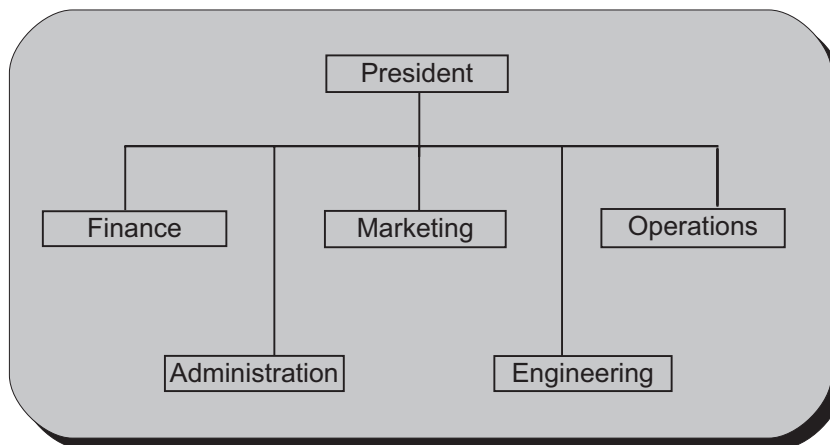 President
Finance
Marketing
Operations
Administration
Engineering